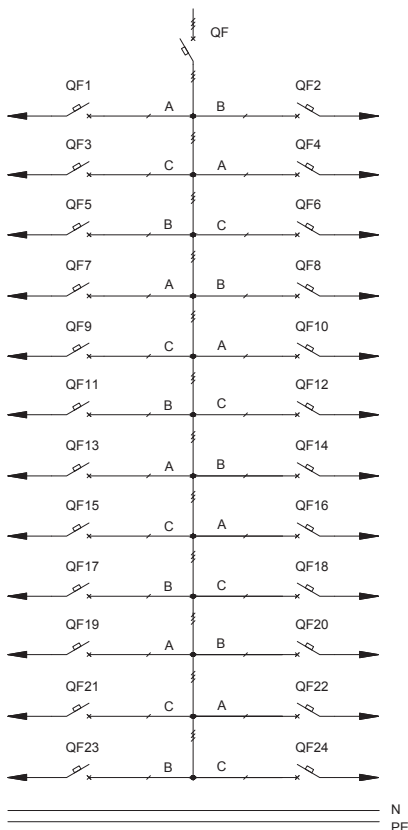 QF
QF1 A B QF2
QF3 C A QF4
QF5 B C QF6
QF7 A B QF8
QF9 C A QF10
QF11 B C QF12
QF13 A B QF14
QF15 C A QF16
QF17 B C QF18
QF19 A B QF20
QF21 C A QF22
QF23 B C QF24
N
PE